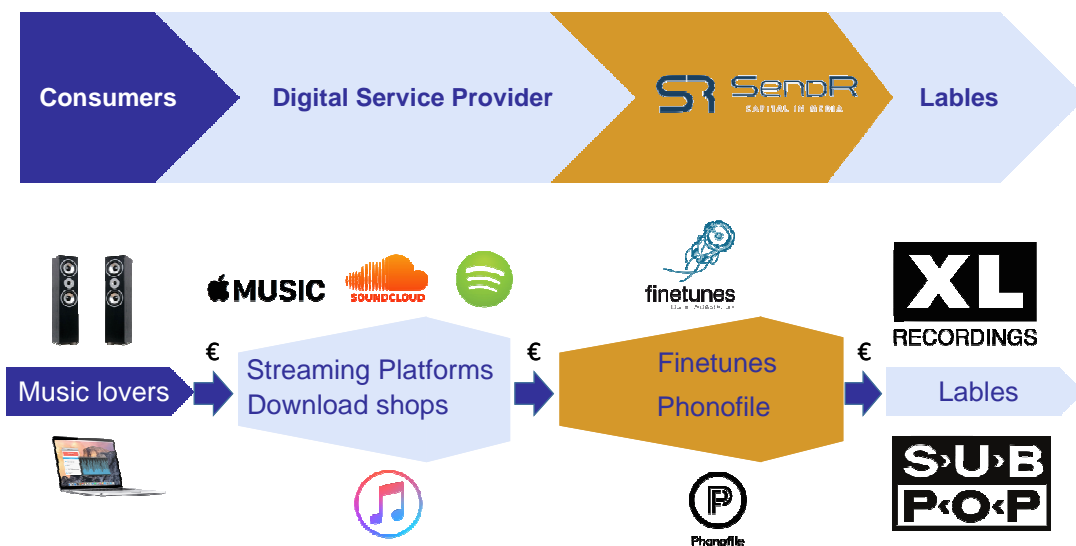 Consumers
Digital Service Provider
SR SendR
CAPITAL IN MEDIA
Lables
MUSIC
SOUNDCLOUD
finetunes
XL
RECORDINGS
€
€
€
Music lovers
Streaming Platforms
Download shops
Finetunes
Phonofile
Lables
S›U›B
P‹O‹P
P
Phonofile